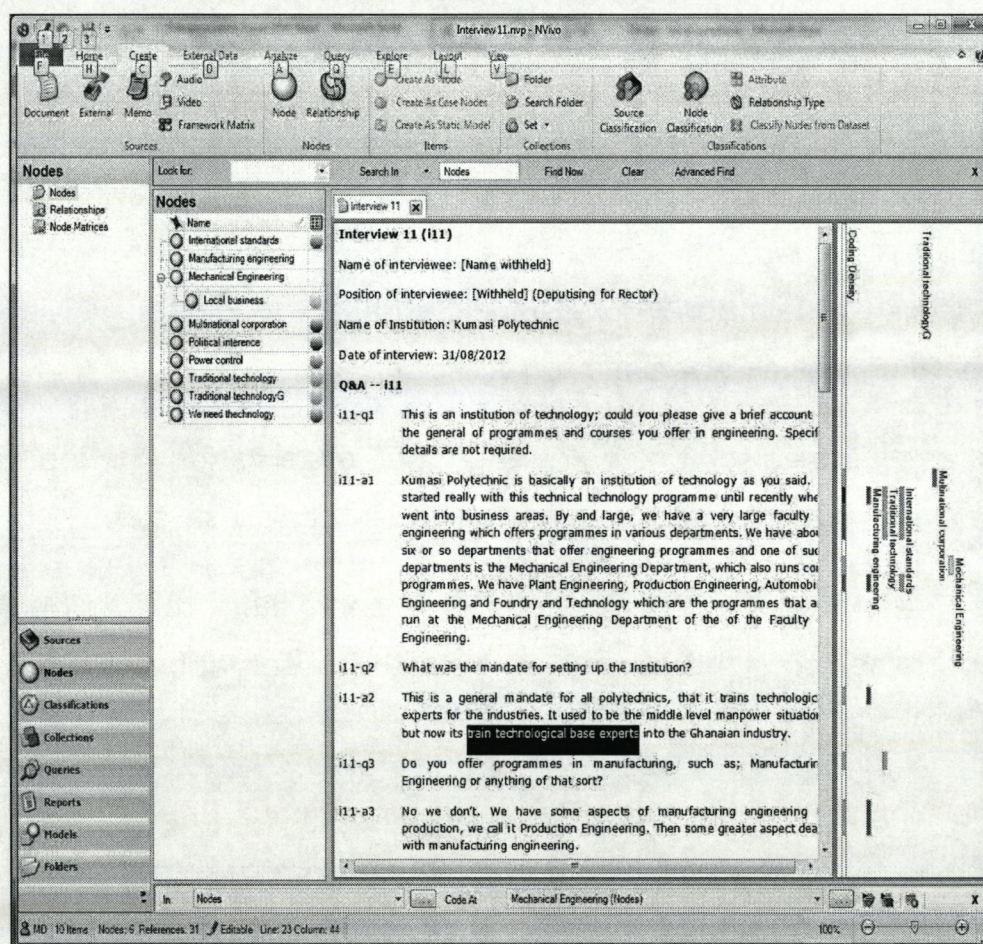 Interview11.nvp - NVivo
1 2 3
File Home Create External Data Analyze Query Explore Layout View
F H C D A Q E L V
Document External Memo
Audio
Video
Framework Matrix
Sources
Node Relationship
Nodes
Create As Node
Create As Case Nodes
Create As Static Model
Items
Folder
Search Folder
Set
Collections
Source Classification
Node Classification
Attribute
Relationship Type
Classify Nodes from Dataset
Classifications
Nodes
Nodes
Relationships
Node Matrices
Look for: Search In Nodes Find Now Clear Advanced Find X
Nodes
Name
International standards
Manufacturing engineering
Mechanical Engineering
Local business
Multinational corporation
Political inference
Power control
Traditional technology
Traditional technologyG
We need thechnology
Interview 11
Interview 11 (i11)
Name of interviewee: [Name withheld]
Position of interviewee: [Withheld] (Deputising for Rector)
Name of Institution: Kumasi Polytechnic
Date of interview: 31/08/2012
Q&A -- i11
i11-q1 This is an institution of technology; could you please give a brief account
the general of programmes and courses you offer in engineering. Specif
details are not required.
i11-a1 Kumasi Polytechnic is basically an institution of technology as you said.
started really with this technical technology programme until recently whe
went into business areas. By and large, we have a very large faculty
engineering which offers programmes in various departments. We have abou
six or so departments that offer engineering programmes and one of suc
departments is the Mechanical Engineering Department, which also runs cou
programmes. We have Plant Engineering, Production Engineering, Automobi
Engineering and Foundry and Technology which are the programmes that a
run at the Mechanical Engineering Department of the of the Faculty
Engineering.
i11-q2 What was the mandate for setting up the Institution?
i11-a2 This is a general mandate for all polytechnics, that it trains technologic
experts for the industries. It used to be the middle level manpower situation
but now its train technological base experts into the Ghanaian industry.
i11-q3 Do you offer programmes in manufacturing, such as; Manufacturin
Engineering or anything of that sort?
i11-a3 No we don't. We have some aspects of manufacturing engineering
production, we call it Production Engineering. Then some greater aspect dea
with manufacturing engineering.
Coding Density
Traditional technologyG
Manufacturing engineering
Traditional technology
International standards
Multinational corporation
Mechanical Engineering
Sources
Nodes
Classifications
Collections
Queries
Reports
Models
Folders
In Nodes Code At Mechanical Engineering (Nodes) X
MD 10 Items Nodes: 6 References: 31 Editable Line: 23 Column: 44 100%